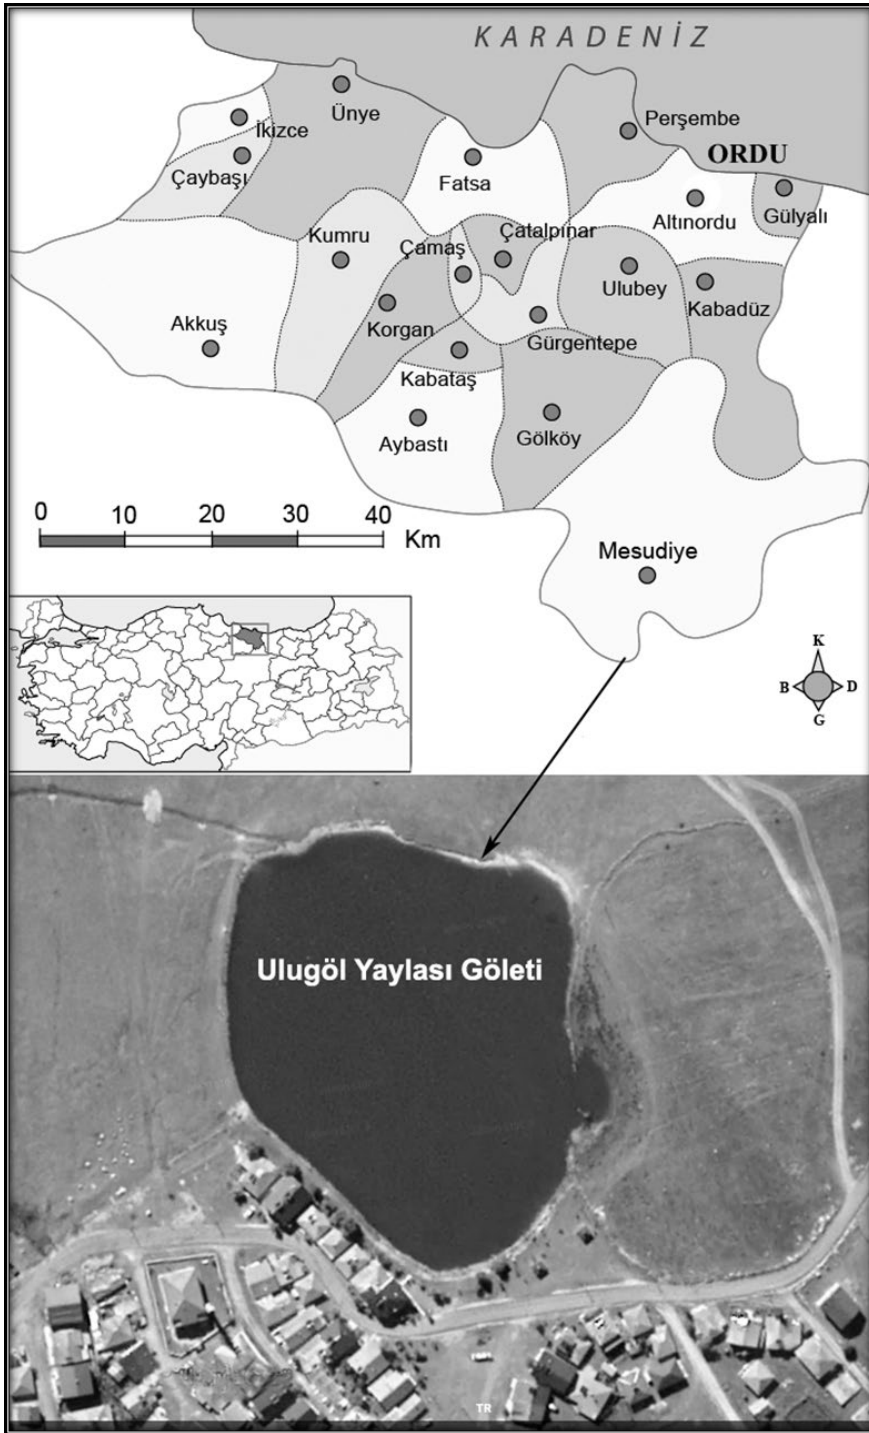 KARADENİZ
Ünye
İkizce
Perşembe
ORDU
Çaybaşı
Fatsa
Altınordu
Gülyalı
Kumru
Çamaş
Çatalpınar
Ulubey
Kabadüz
Akkuş
Korgan
Gürgentepe
Kabataş
Aybastı
Gölköy
0 10 20 30 40
Km
Mesudiye
K
B D
G
Ulugöl Yaylası Göleti
TR